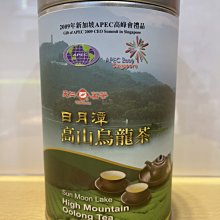 2009年新加坡APEC高峰會禮品
Gift of APEC 2009 CEO Summit in Singapore
APEC
APEC 2009
Singapore
日月潭
高山烏龍茶
Sun Moon Lake
High Mountain
Oolong Tea